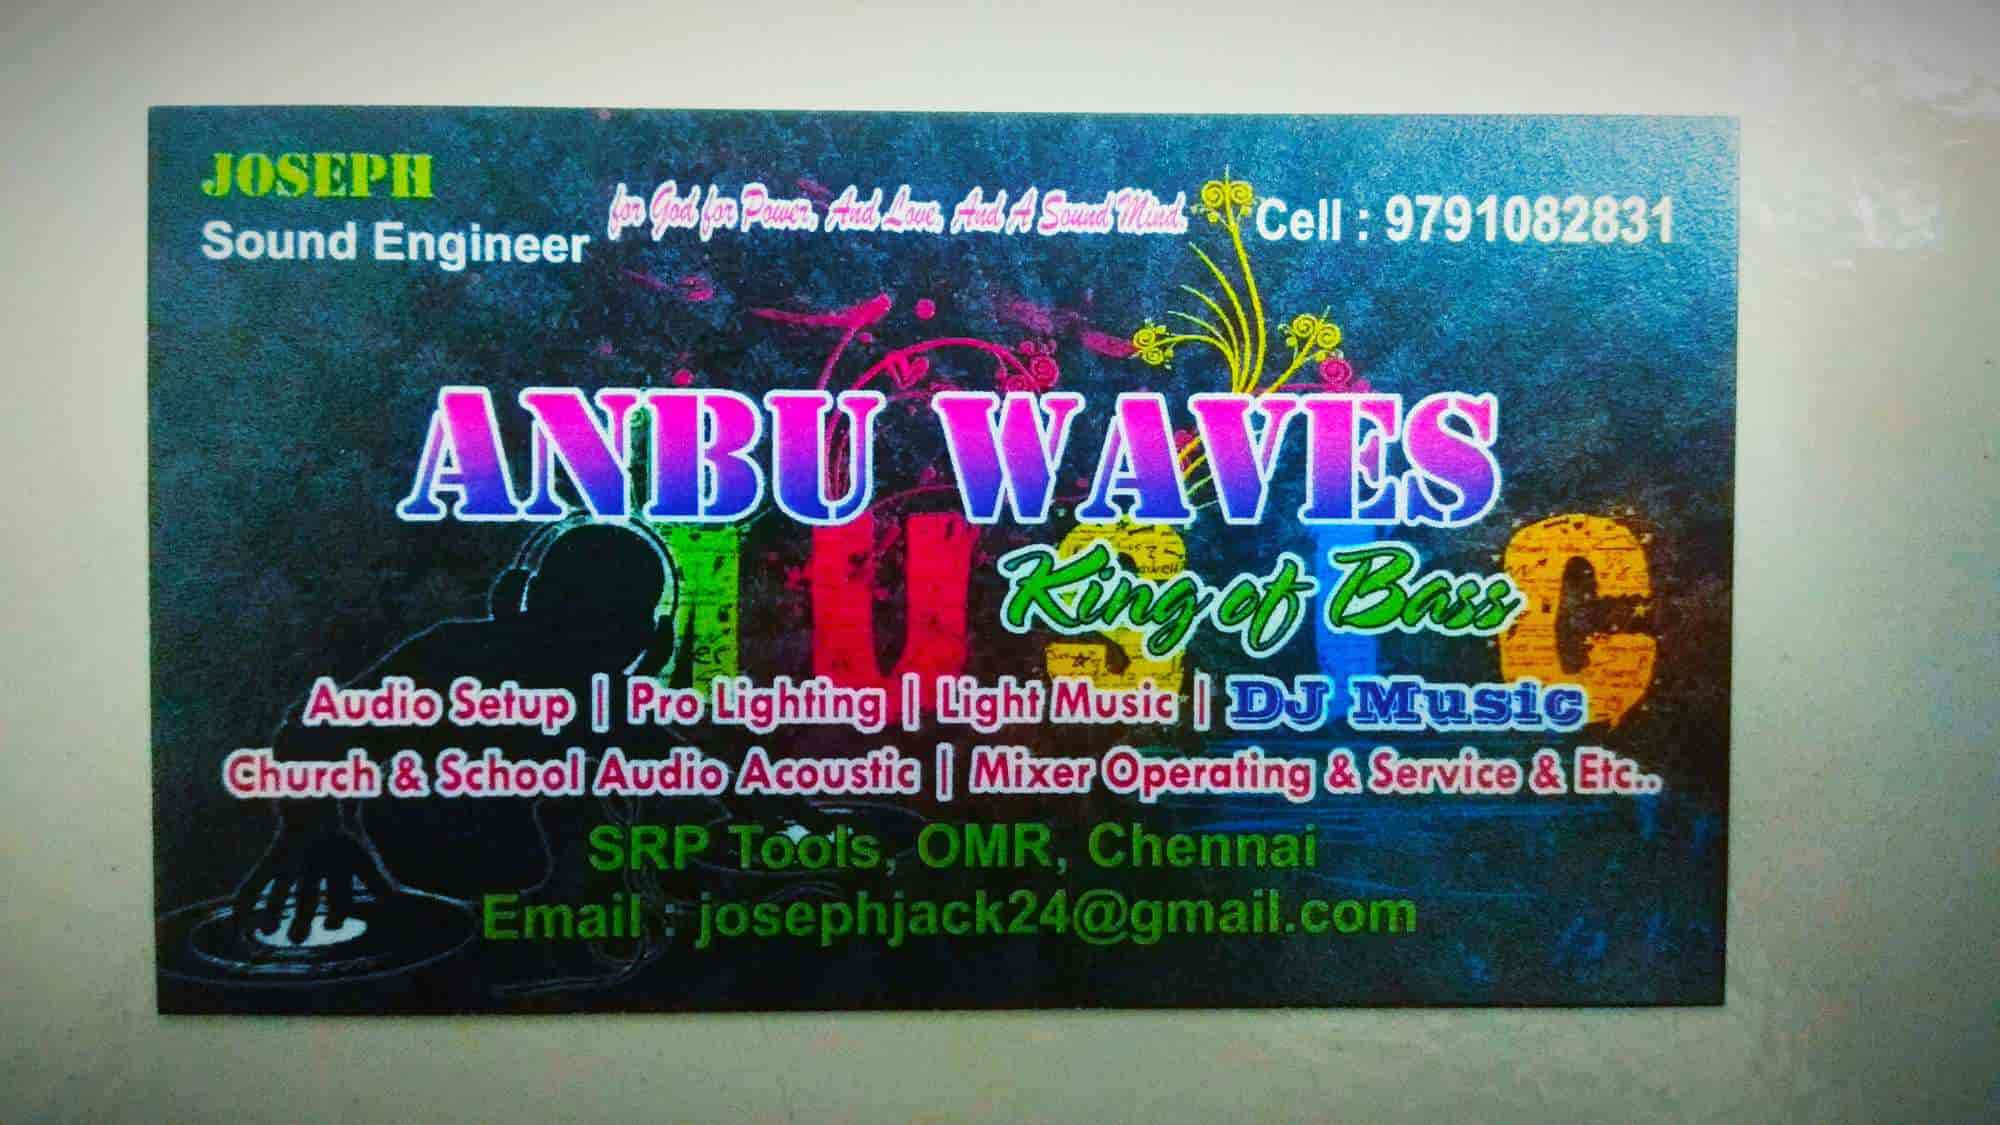 JOSEPH
Sound Engineer
for God for Power, And Love, And A Sound Mind.
Cell : 9791082831
ANBU WAVES
MUSIC
King of Bass
Audio Setup | Pro Lighting | Light Music | DJ Music
Church & School Audio Acoustic | Mixer Operating & Service & Etc..
SRP Tools, OMR, Chennai
Email : josephjack24@gmail.com